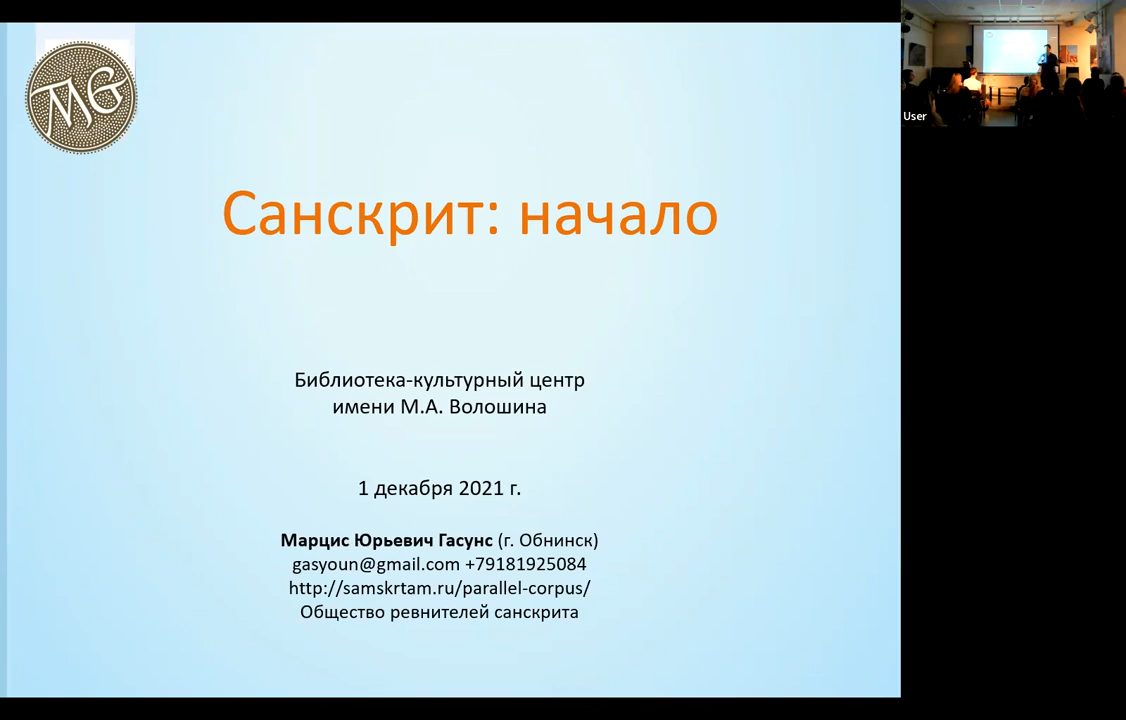 MG
Санскрит: начало
Библиотека-культурный центр
имени М.А. Волошина
1 декабря 2021 г.
Марцис Юрьевич Гасунс (г. Обнинск)
gasyoun@gmail.com +79181925084
http://samskrtam.ru/parallel-corpus/
Общество ревнителей санскрита
User